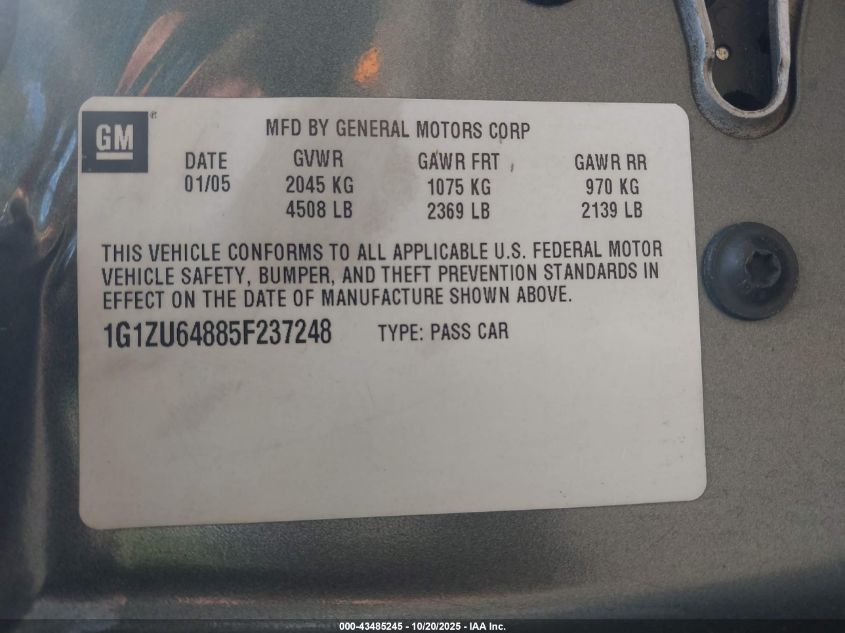 GM®
MFD BY GENERAL MOTORS CORP
DATE GVWR GAWR FRT GAWR RR
01/05 2045 KG 1075 KG 970 KG
4508 LB 2369 LB 2139 LB
THIS VEHICLE CONFORMS TO ALL APPLICABLE U.S. FEDERAL MOTOR
VEHICLE SAFETY, BUMPER, AND THEFT PREVENTION STANDARDS IN
EFFECT ON THE DATE OF MANUFACTURE SHOWN ABOVE.
1G1ZU64885F237248 TYPE: PASS CAR
000-43485245 - 10/20/2025 - IAA Inc.